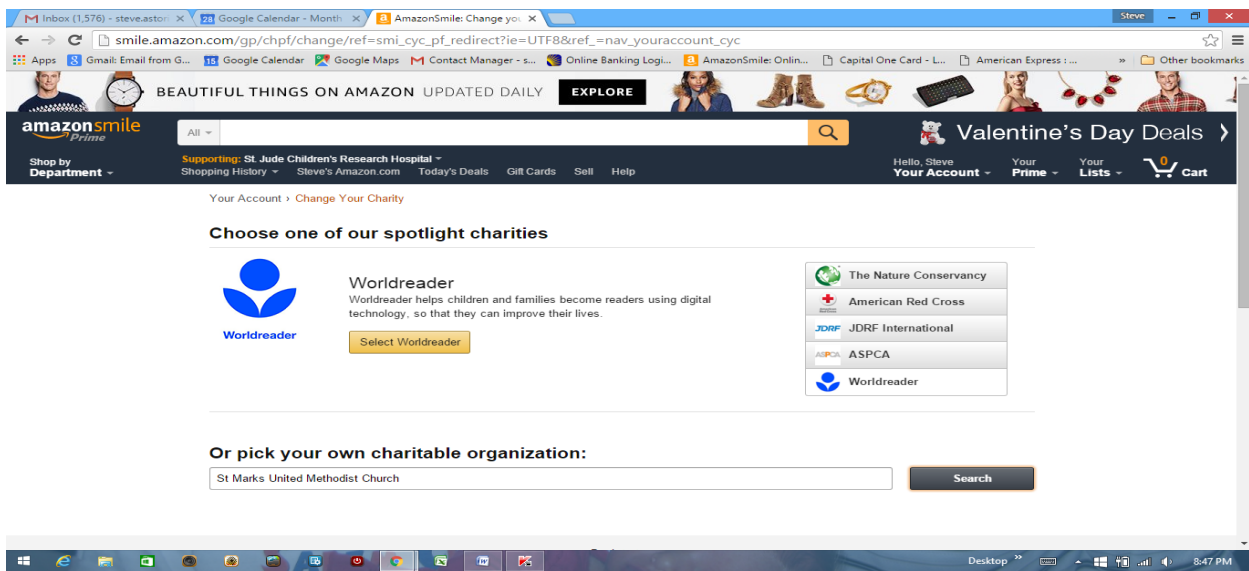 Inbox (1,576) - steve.astor
28 Google Calendar - Month
AmazonSmile: Change you
Steve
smile.amazon.com/gp/chpf/change/ref=smi_cyc_pf_redirect?ie=UTF8&ref_=nav_youraccount_cyc
Apps
Gmail: Email from G...
15 Google Calendar
Google Maps
Contact Manager - s...
Online Banking Logi...
AmazonSmile: Onlin...
Capital One Card - L...
American Express : ...
» Other bookmarks
BEAUTIFUL THINGS ON AMAZON UPDATED DAILY EXPLORE
amazonsmile
Prime
All
Valentine's Day Deals
Shop by
Department
Supporting: St. Jude Children's Research Hospital
Shopping History Steve's Amazon.com Today's Deals Gift Cards Sell Help
Hello, Steve
Your Account
Your
Prime
Your
Lists
0
Cart
Your Account › Change Your Charity
Choose one of our spotlight charities
Worldreader
Worldreader
Worldreader helps children and families become readers using digital
technology, so that they can improve their lives.
Select Worldreader
The Nature Conservancy
American Red Cross
JDRF JDRF International
ASPCA ASPCA
Worldreader
Or pick your own charitable organization:
St Marks United Methodist Church
Search
Desktop »
8:47 PM